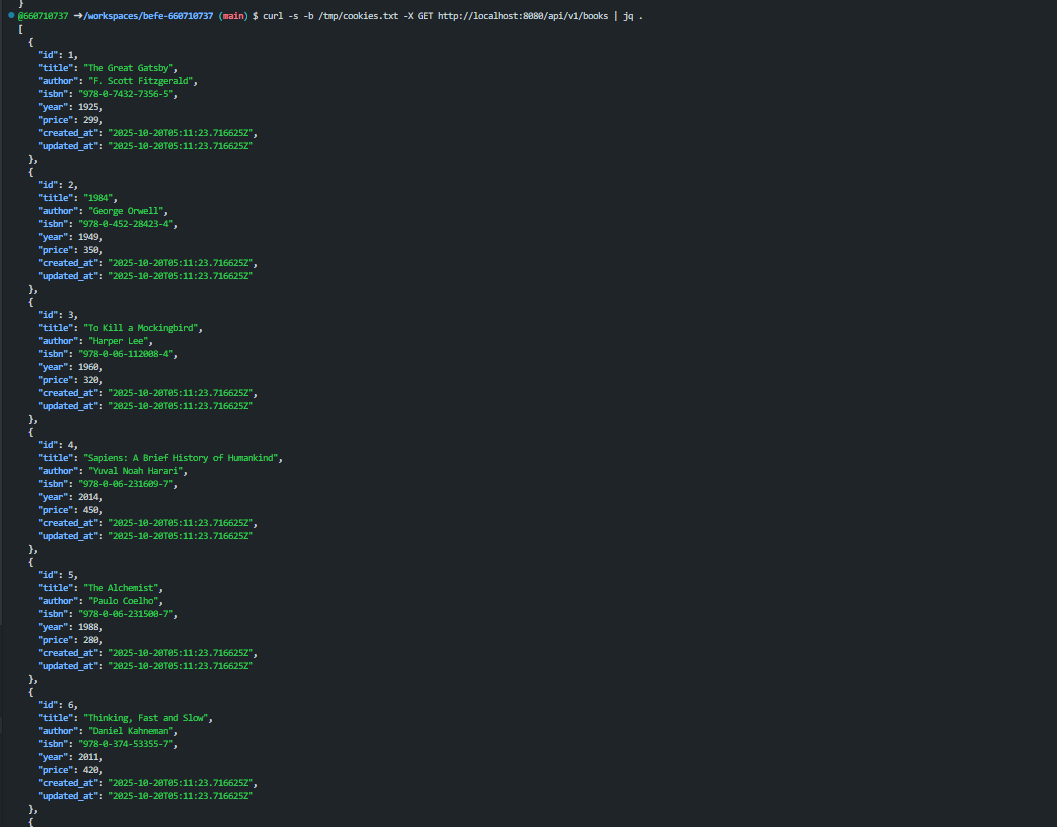 }
@660710737 ➜/workspaces/befe-660710737 (main) $ curl -s -b /tmp/cookies.txt -X GET http://localhost:8080/api/v1/books | jq .
[
  {
    "id": 1,
    "title": "The Great Gatsby",
    "author": "F. Scott Fitzgerald",
    "isbn": "978-0-7432-7356-5",
    "year": 1925,
    "price": 299,
    "created_at": "2025-10-20T05:11:23.716625Z",
    "updated_at": "2025-10-20T05:11:23.716625Z"
  },
  {
    "id": 2,
    "title": "1984",
    "author": "George Orwell",
    "isbn": "978-0-452-28423-4",
    "year": 1949,
    "price": 350,
    "created_at": "2025-10-20T05:11:23.716625Z",
    "updated_at": "2025-10-20T05:11:23.716625Z"
  },
  {
    "id": 3,
    "title": "To Kill a Mockingbird",
    "author": "Harper Lee",
    "isbn": "978-0-06-112008-4",
    "year": 1960,
    "price": 320,
    "created_at": "2025-10-20T05:11:23.716625Z",
    "updated_at": "2025-10-20T05:11:23.716625Z"
  },
  {
    "id": 4,
    "title": "Sapiens: A Brief History of Humankind",
    "author": "Yuval Noah Harari",
    "isbn": "978-0-06-231609-7",
    "year": 2014,
    "price": 450,
    "created_at": "2025-10-20T05:11:23.716625Z",
    "updated_at": "2025-10-20T05:11:23.716625Z"
  },
  {
    "id": 5,
    "title": "The Alchemist",
    "author": "Paulo Coelho",
    "isbn": "978-0-06-231500-7",
    "year": 1988,
    "price": 280,
    "created_at": "2025-10-20T05:11:23.716625Z",
    "updated_at": "2025-10-20T05:11:23.716625Z"
  },
  {
    "id": 6,
    "title": "Thinking, Fast and Slow",
    "author": "Daniel Kahneman",
    "isbn": "978-0-374-53355-7",
    "year": 2011,
    "price": 420,
    "created_at": "2025-10-20T05:11:23.716625Z",
    "updated_at": "2025-10-20T05:11:23.716625Z"
  },
  {